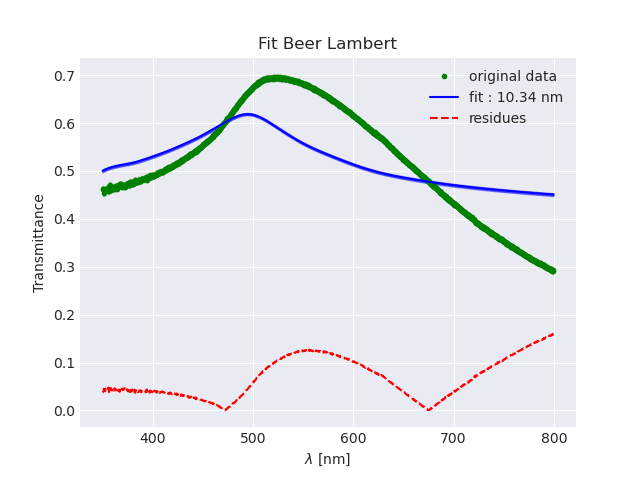 Fit Beer Lambert
original data
fit : 10.34 nm
residues
Transmittance
0.7
0.6
0.5
0.4
0.3
0.2
0.1
0.0
400 500 600 700 800
λ [nm]